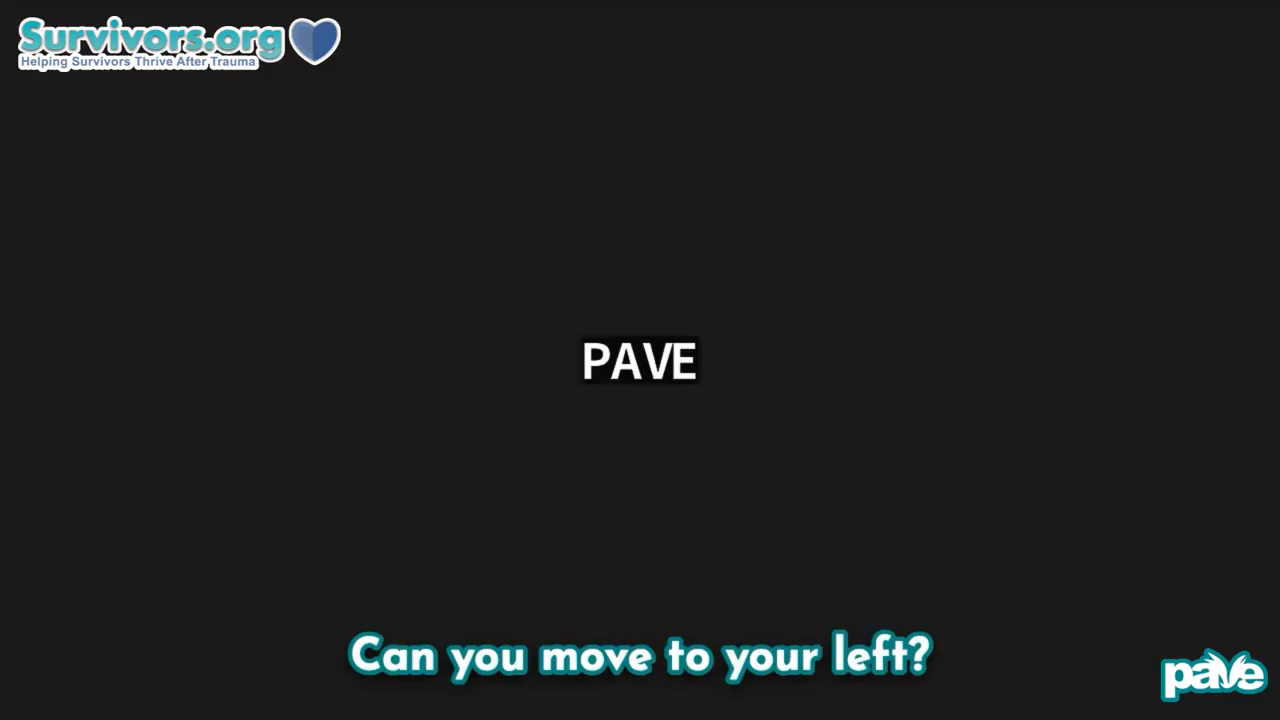 Survivors.org
Helping Survivors Thrive After Trauma
PAVE
Can you move to your left?
pave